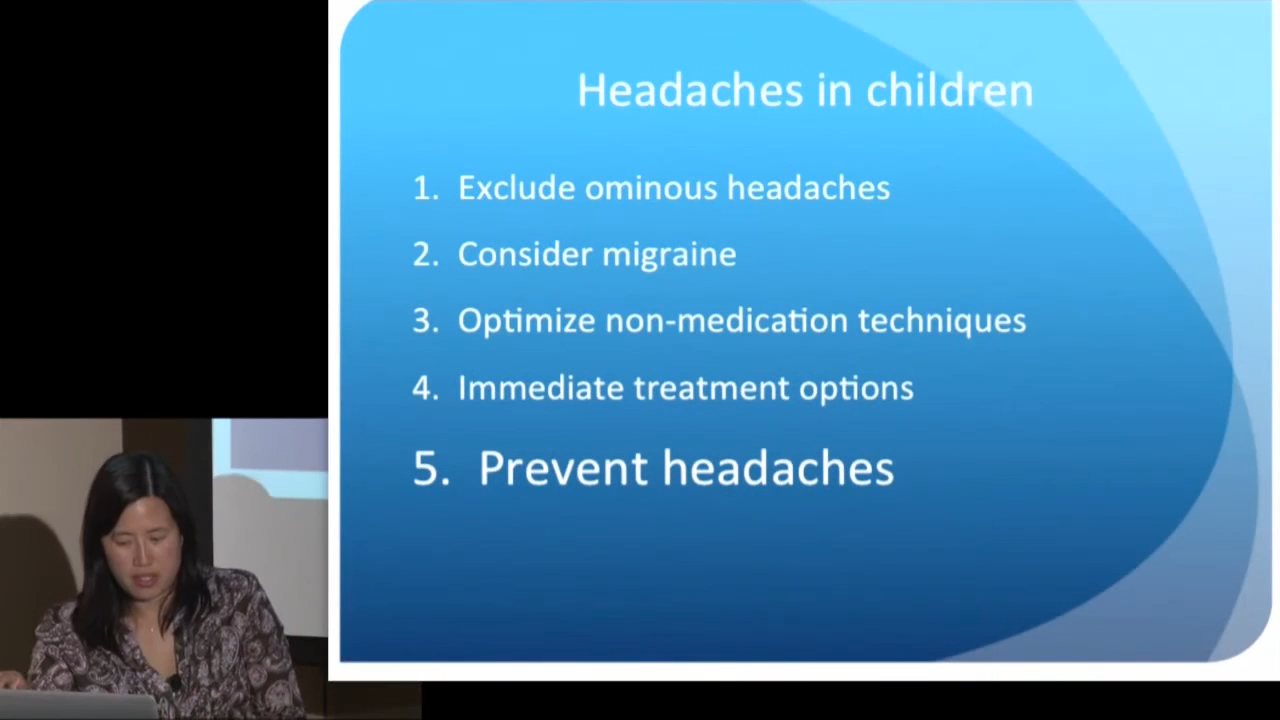 Headaches in children
1. Exclude ominous headaches
2. Consider migraine
3. Optimize non-medication techniques
4. Immediate treatment options
5. Prevent headaches